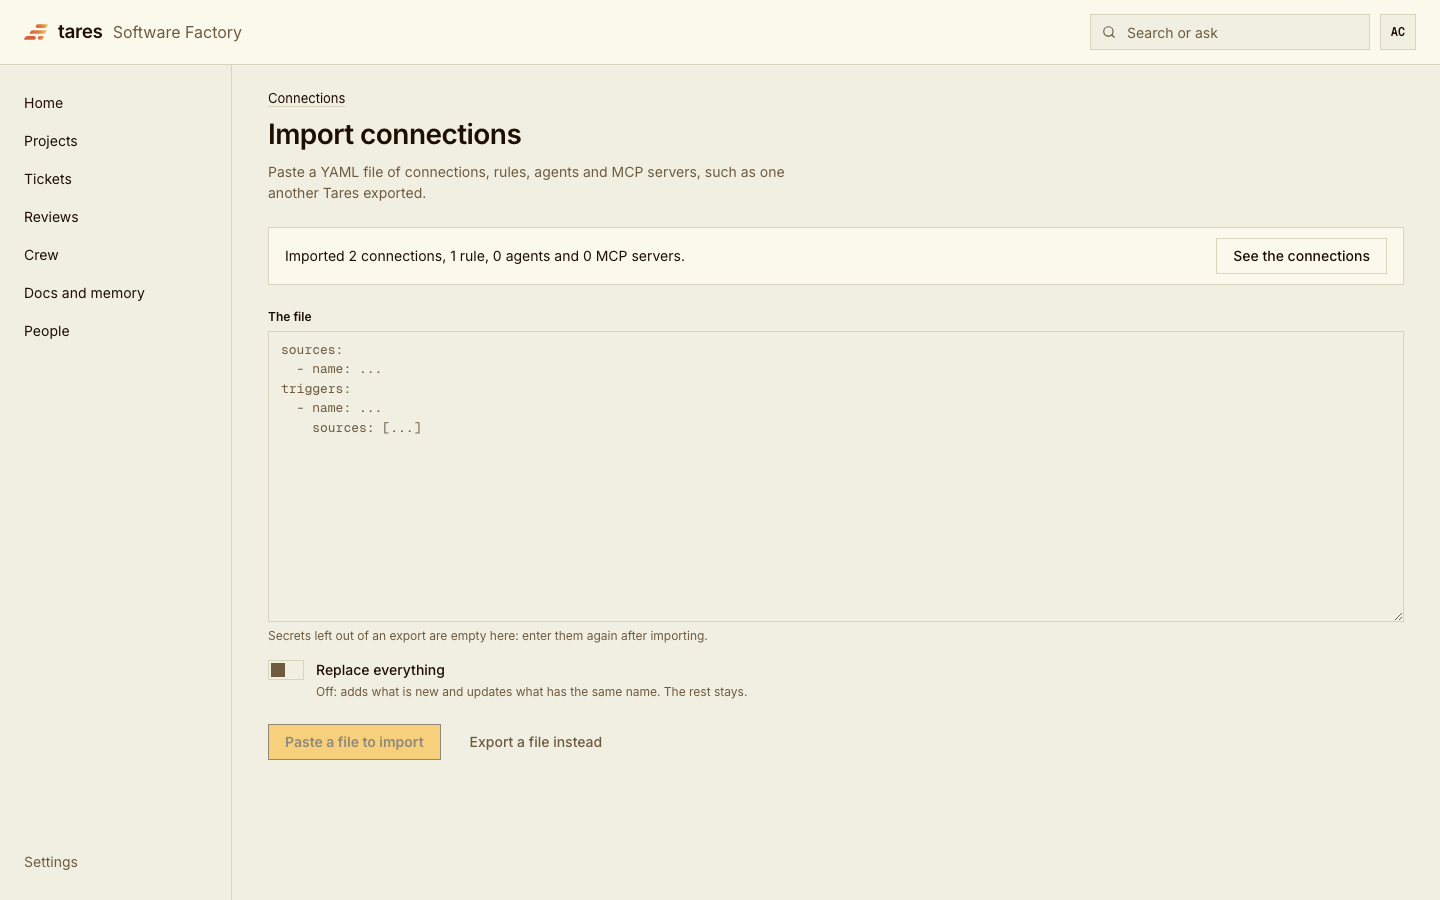 tares Software Factory
Search or ask
AC
Home
Projects
Tickets
Reviews
Crew
Docs and memory
People
Settings
Connections
Import connections
Paste a YAML file of connections, rules, agents and MCP servers, such as one
another Tares exported.
Imported 2 connections, 1 rule, 0 agents and 0 MCP servers.
See the connections
The file
sources:
  - name: ...
triggers:
  - name: ...
    sources: [...]
Secrets left out of an export are empty here: enter them again after importing.
Replace everything
Off: adds what is new and updates what has the same name. The rest stays.
Paste a file to import
Export a file instead